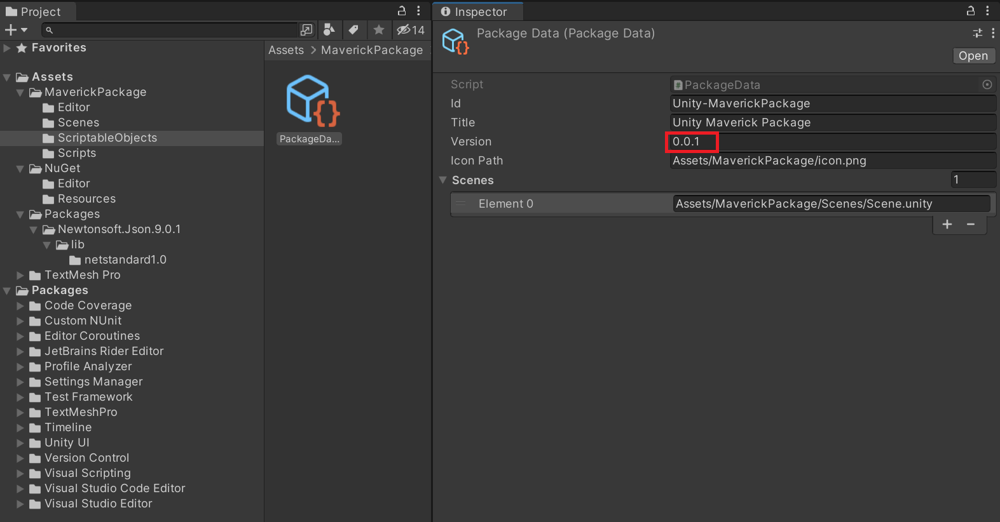 Project
14
Favorites
Assets
MaverickPackage
Editor
Scenes
ScriptableObjects
Scripts
NuGet
Editor
Resources
Packages
Newtonsoft.Json.9.0.1
lib
netstandard1.0
TextMesh Pro
Packages
Code Coverage
Custom NUnit
Editor Coroutines
JetBrains Rider Editor
Profile Analyzer
Settings Manager
Test Framework
TextMeshPro
Timeline
Unity UI
Version Control
Visual Scripting
Visual Studio Code Editor
Visual Studio Editor
Assets > MaverickPackage
PackageDa...
Inspector
Package Data (Package Data)
Open
Script PackageData
Id Unity-MaverickPackage
Title Unity Maverick Package
Version 0.0.1
Icon Path Assets/MaverickPackage/icon.png
Scenes 1
Element 0 Assets/MaverickPackage/Scenes/Scene.unity